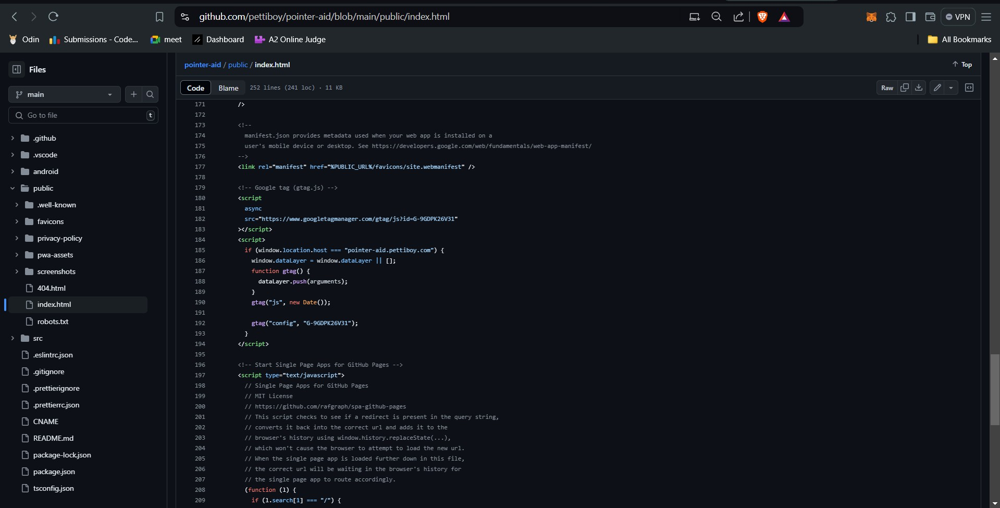 github.com/pettiboy/pointer-aid/blob/main/public/index.html
VPN
Odin
Submissions - Code...
meet
Dashboard
A2 Online Judge
All Bookmarks
Files
main
Go to file
t
.github
.vscode
android
public
.well-known
favicons
privacy-policy
pwa-assets
screenshots
404.html
index.html
robots.txt
src
.eslintrc.json
.gitignore
.prettierignore
.prettierrc.json
CNAME
README.md
package-lock.json
package.json
tsconfig.json
pointer-aid / public / index.html
Top
Code Blame 252 lines (241 loc) · 11 KB
Raw
171 />
172
173 <!--
174 manifest.json provides metadata used when your web app is installed on a
175 user's mobile device or desktop. See https://developers.google.com/web/fundamentals/web-app-manifest/
176 -->
177 <link rel="manifest" href="%PUBLIC_URL%/favicons/site.webmanifest" />
178
179 <!-- Google tag (gtag.js) -->
180 <script
181 async
182 src="https://www.googletagmanager.com/gtag/js?id=G-9GDPK26V31"
183 ></script>
184 <script>
185 if (window.location.host === "pointer-aid.pettiboy.com") {
186 window.dataLayer = window.dataLayer || [];
187 function gtag() {
188 dataLayer.push(arguments);
189 }
190 gtag("js", new Date());
191
192 gtag("config", "G-9GDPK26V31");
193 }
194 </script>
195
196 <!-- Start Single Page Apps for GitHub Pages -->
197 <script type="text/javascript">
198 // Single Page Apps for GitHub Pages
199 // MIT License
200 // https://github.com/rafgraph/spa-github-pages
201 // This script checks to see if a redirect is present in the query string,
202 // converts it back into the correct url and adds it to the
203 // browser's history using window.history.replaceState(...),
204 // which won't cause the browser to attempt to load the new url.
205 // When the single page app is loaded further down in this file,
206 // the correct url will be waiting in the browser's history for
207 // the single page app to route accordingly.
208 (function (l) {
209 if (l.search[1] === "/") {